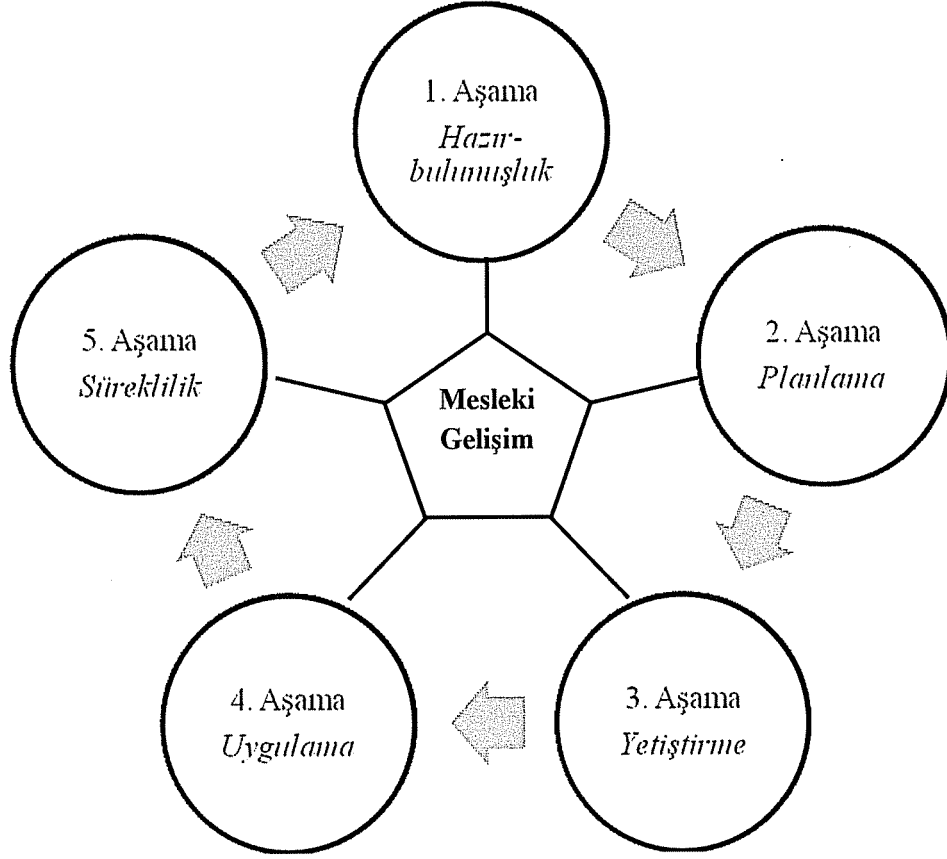 1. Aşama
Hazır-
bulunuşluk
2. Aşama
Planlama
3. Aşama
Yetiştirme
4. Aşama
Uygulama
5. Aşama
Süreklilik
Mesleki
Gelişim